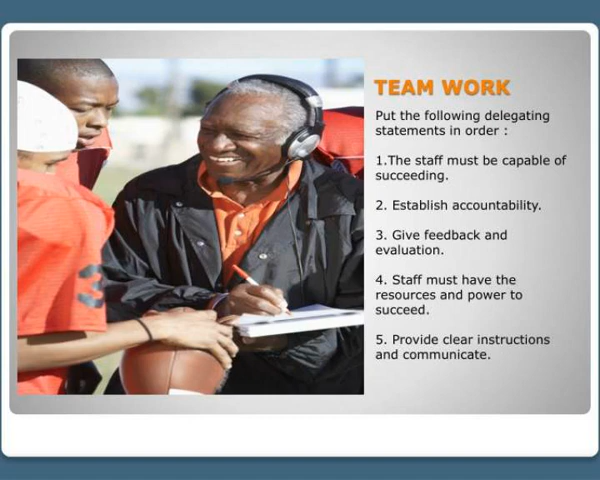 TEAM WORK
Put the following delegating
statements in order :
1.The staff must be capable of
succeeding.
2. Establish accountability.
3. Give feedback and
evaluation.
4. Staff must have the
resources and power to
succeed.
5. Provide clear instructions
and communicate.
3